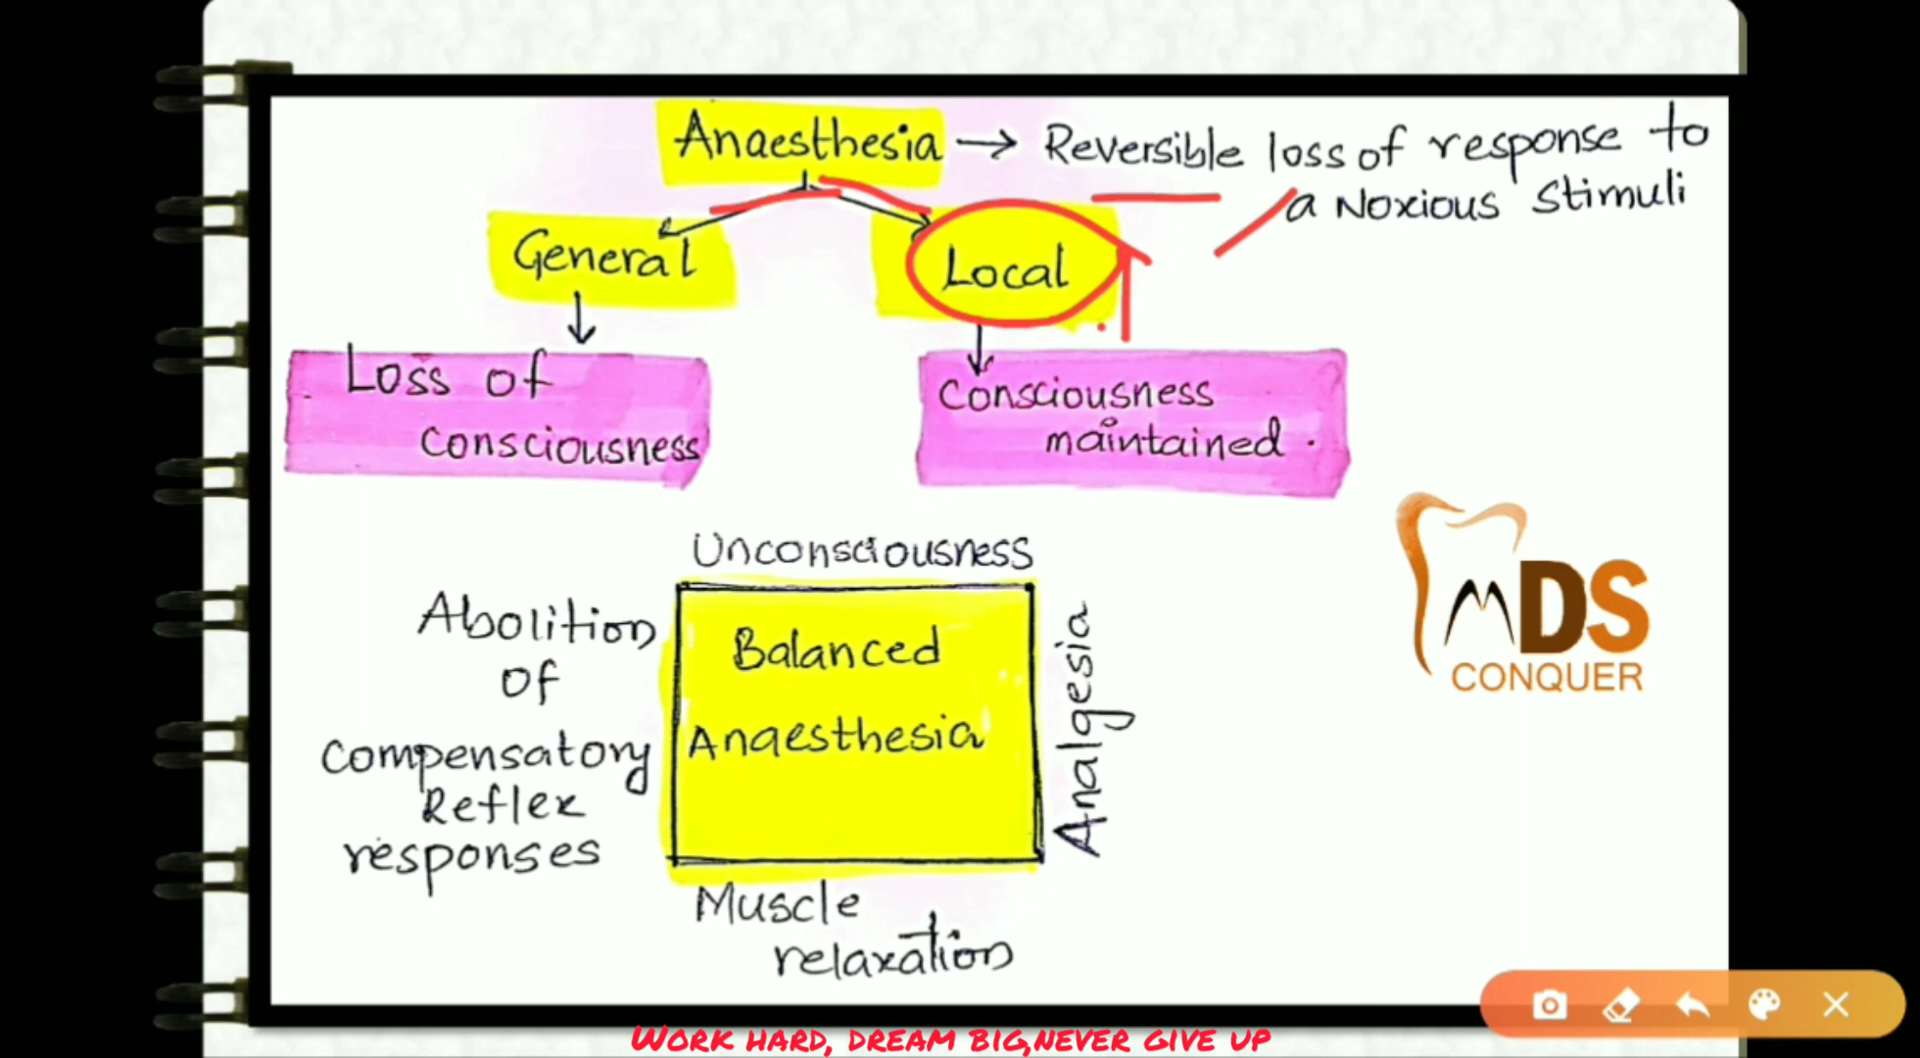 Anaesthesia → Reversible loss of response to
a Noxious stimuli
General
Local
Loss of
consciousness
Consciousness
maintained.
Unconsciousness
Abolition
of
compensatory
Reflex
responses
Balanced
Anaesthesia
Analgesia
Muscle
relaxation
MDS
CONQUER
WORK HARD, DREAM BIG,NEVER GIVE UP